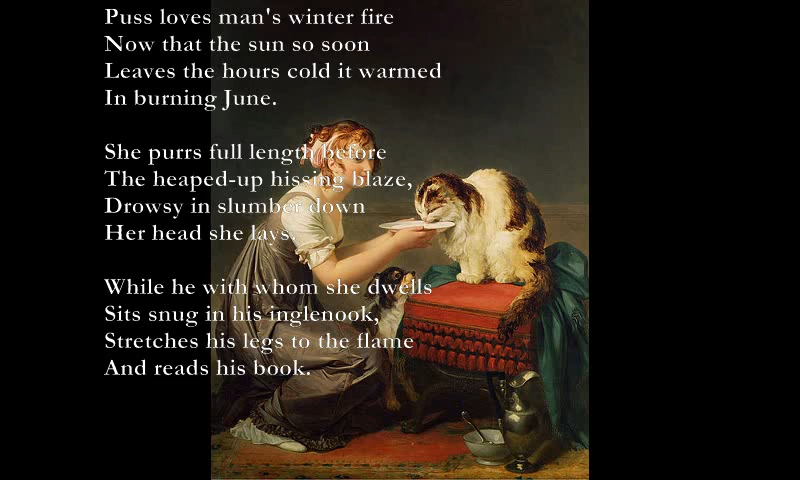 Puss loves man's winter fire
Now that the sun so soon
Leaves the hours cold it warmed
In burning June.
She purrs full length before
The heaped-up hissing blaze,
Drowsy in slumber down
Her head she lays.
While he with whom she dwells
Sits snug in his inglenook,
Stretches his legs to the flame
And reads his book.